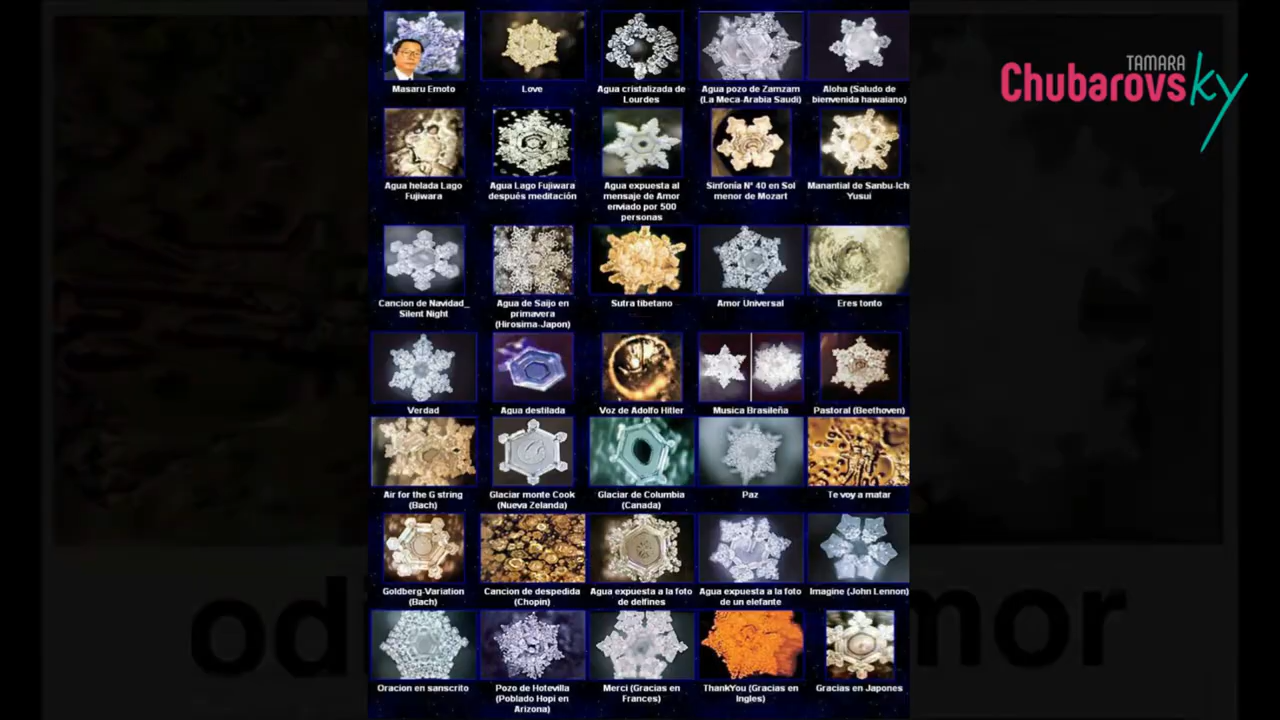 TAMARA
Chubarovsky
Masaru Emoto
Love
Agua cristalizada de
Lourdes
Agua pozo de Zamzam
(La Meca-Arabia Saudi)
Aloha (Saludo de
bienvenida hawaiano)
Agua helada Lago
Fujiwara
Agua Lago Fujiwara
después meditación
Agua expuesta al
mensaje de Amor
enviado por 500
personas
Sinfonía Nº 40 en Sol
menor de Mozart
Manantial de Sanbu-Ich
Yusui
Cancion de Navidad_
Silent Night
Agua de Saijo en
primavera
(Hirosima-Japon)
Sutra tibetano
Amor Universal
Eres tonto
Verdad
Agua destilada
Voz de Adolfo Hitler
Musica Brasileña
Pastoral (Beethoven)
Air for the G string
(Bach)
Glaciar monte Cook
(Nueva Zelanda)
Glaciar de Columbia
(Canada)
Paz
Te voy a matar
Goldberg-Variation
(Bach)
Cancion de despedida
(Chopin)
Agua expuesta a la foto
de delfines
Agua expuesta a la foto
de un elefante
Imagine (John Lennon)
Oracion en sanscrito
Pozo de Hotevilla
(Poblado Hopi en
Arizona)
Merci (Gracias en
Frances)
ThankYou (Gracias en
Ingles)
Gracias en Japones
odi
mor